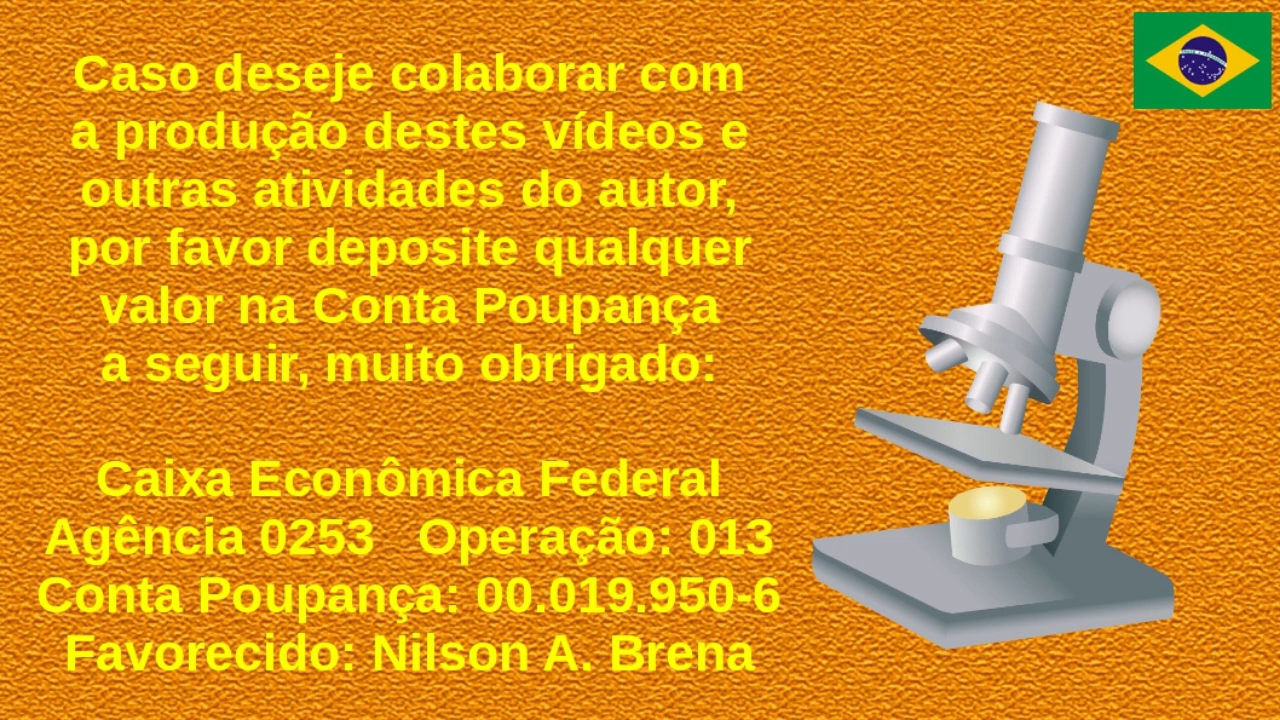 Caso deseje colaborar com
a produção destes vídeos e
outras atividades do autor,
por favor deposite qualquer
valor na Conta Poupança
a seguir, muito obrigado:
Caixa Econômica Federal
Agência 0253 Operação: 013
Conta Poupança: 00.019.950-6
Favorecido: Nilson A. Brena